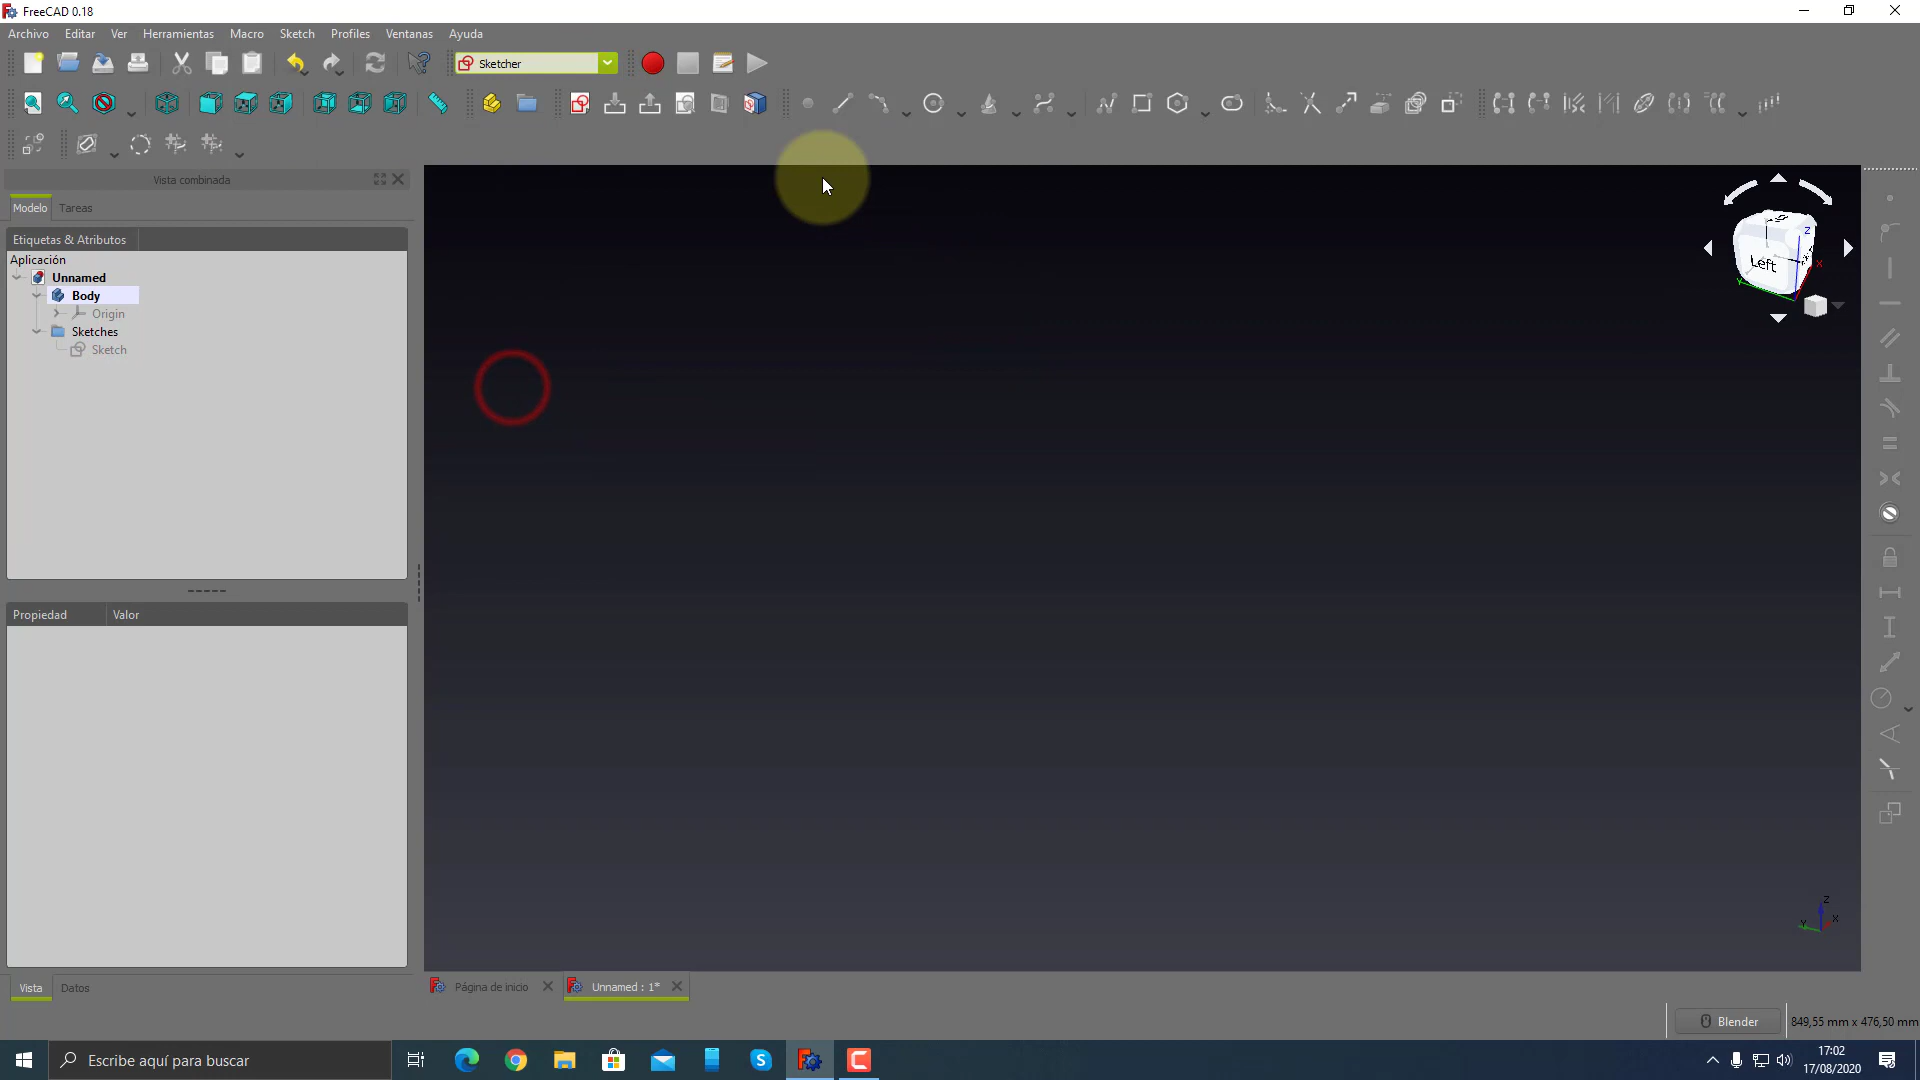 FreeCAD 0.18
Archivo Editar Ver Herramientas Macro Sketch Profiles Ventanas Ayuda
Sketcher
Vista combinada
Modelo Tareas
Etiquetas & Atributos
Aplicación
Unnamed
Body
Origin
Sketches
Sketch
Propiedad Valor
Left
Z
X
Y
Z
X
Y
Vista Datos
Página de inicio
Unnamed : 1*
Blender
849,55 mm x 476,50 mm
Escribe aquí para buscar
17:02
17/08/2020